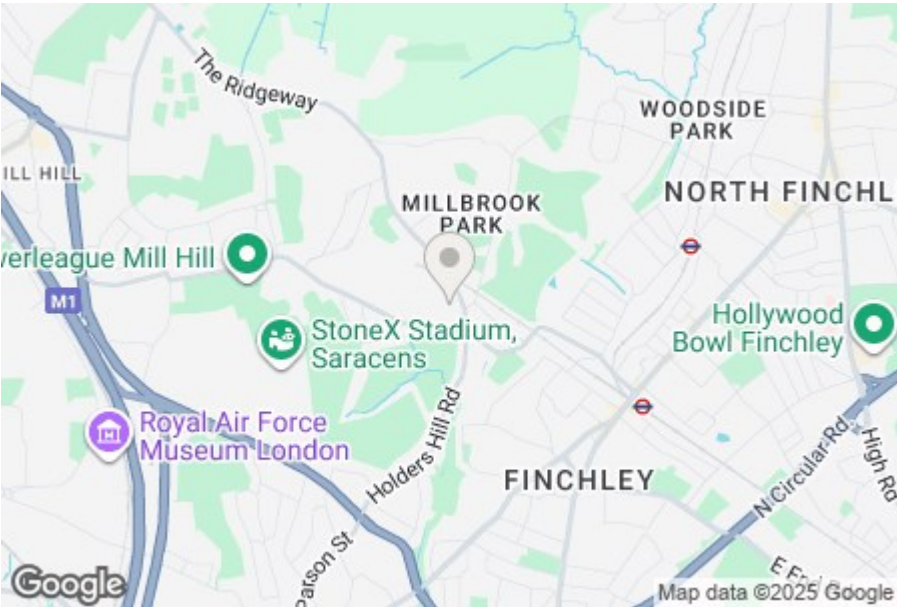 The Ridgeway
WOODSIDE
PARK
ILL HILL
MILLBROOK
PARK
NORTH FINCHL
verleague Mill Hill
M1
StoneX Stadium,
Saracens
Hollywood
Bowl Finchley
Royal Air Force
Museum London
Holders Hill Rd
FINCHLEY
N Circular Rd
High Rd
Google
Map data ©2025 Google